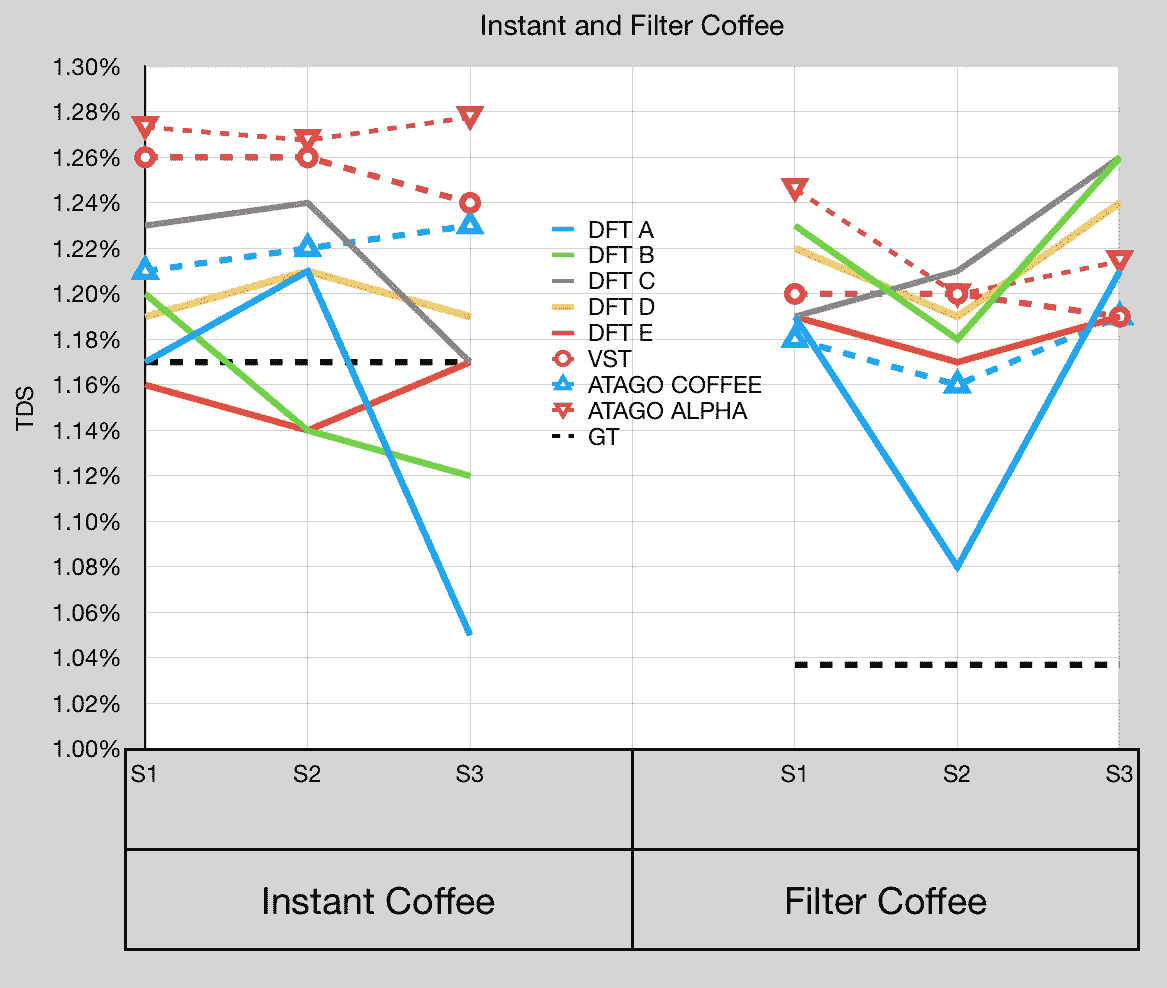 Instant and Filter Coffee
1.30%
1.28%
1.26%
1.24%
1.22%
1.20%
1.18%
1.16%
1.14%
1.12%
1.10%
1.08%
1.06%
1.04%
1.02%
1.00%
TDS
DFT A
DFT B
DFT C
DFT D
DFT E
VST
ATAGO COFFEE
ATAGO ALPHA
GT
S1 S2 S3 S1 S2 S3
Instant Coffee Filter Coffee